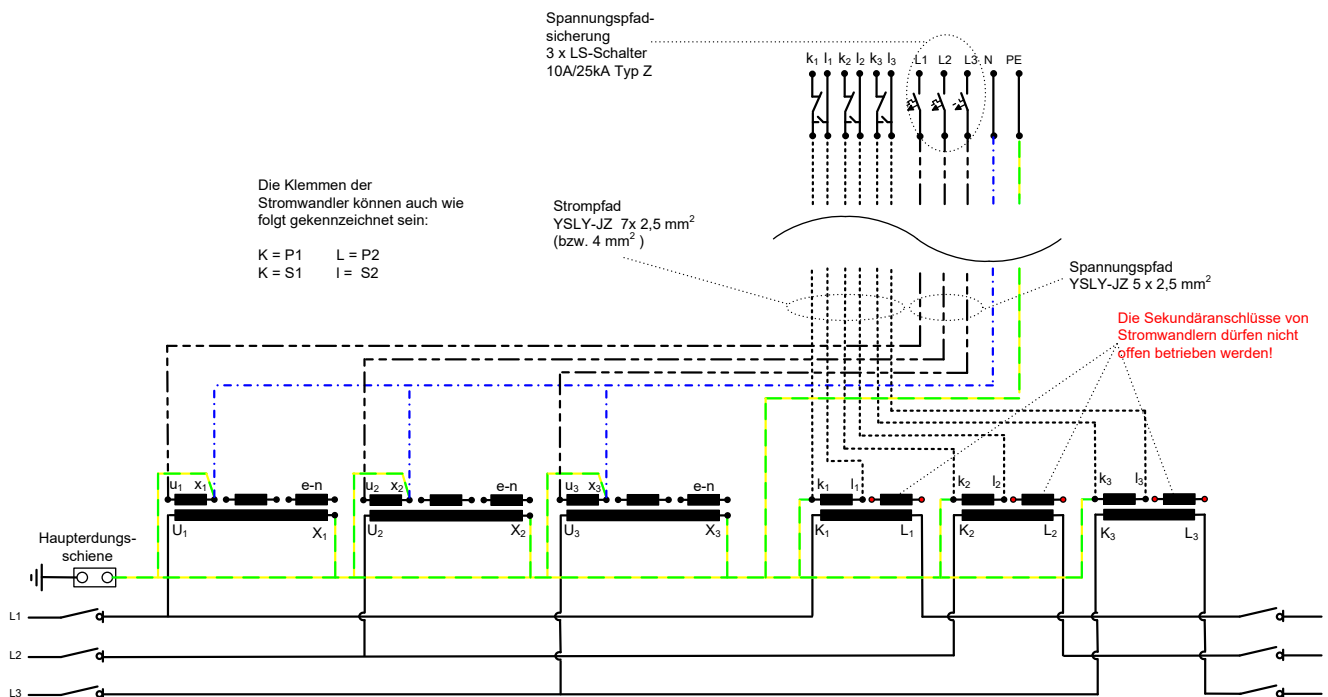 Spannungspfad-
sicherung
3 x LS-Schalter
10A/25kA Typ Z
k₁ l₁ k₂ l₂ k₃ l₃ L1 L2 L3 N PE
Die Klemmen der
Stromwandler können auch wie
folgt gekennzeichnet sein:
K = P1 L = P2
K = S1 l = S2
Strompfad
YSLY-JZ 7x 2,5 mm²
(bzw. 4 mm² )
Spannungspfad
YSLY-JZ 5 x 2,5 mm²
Die Sekundäranschlüsse von
Stromwandlern dürfen nicht
offen betrieben werden!
u₁ x₁ e-n u₂ x₂ e-n u₃ x₃ e-n k₁ l₁ k₂ l₂ k₃ l₃
U₁ X₁ U₂ X₂ U₃ X₃ K₁ L₁ K₂ L₂ K₃ L₃
Haupterdungs-
schiene
L1
L2
L3